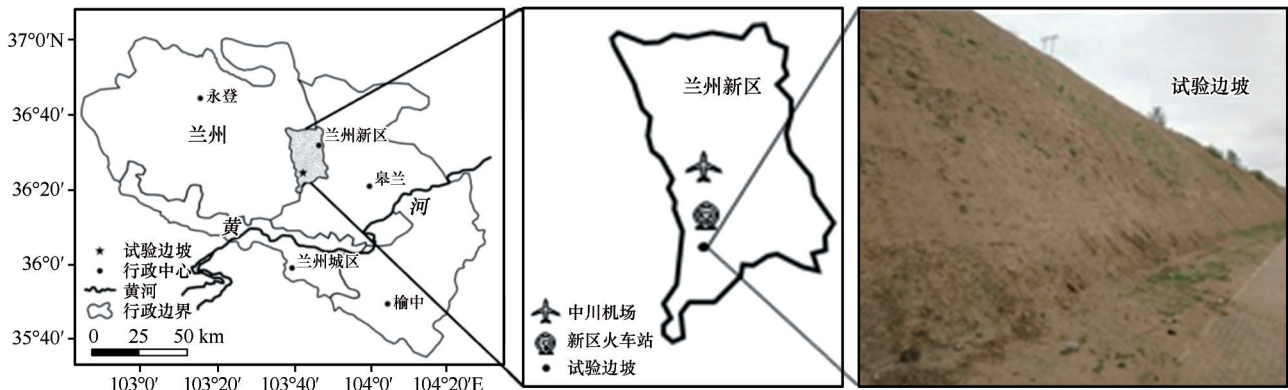 37°0′N
36°40′
36°20′
36°0′
35°40′
永登
兰州
兰州新区
皋兰
河
黄
兰州城区
榆中
试验边坡
行政中心
黄河
行政边界
0 25 50 km
103°0′ 103°20′ 103°40′ 104°0′ 104°20′E
兰州新区
中川机场
新区火车站
试验边坡
试验边坡